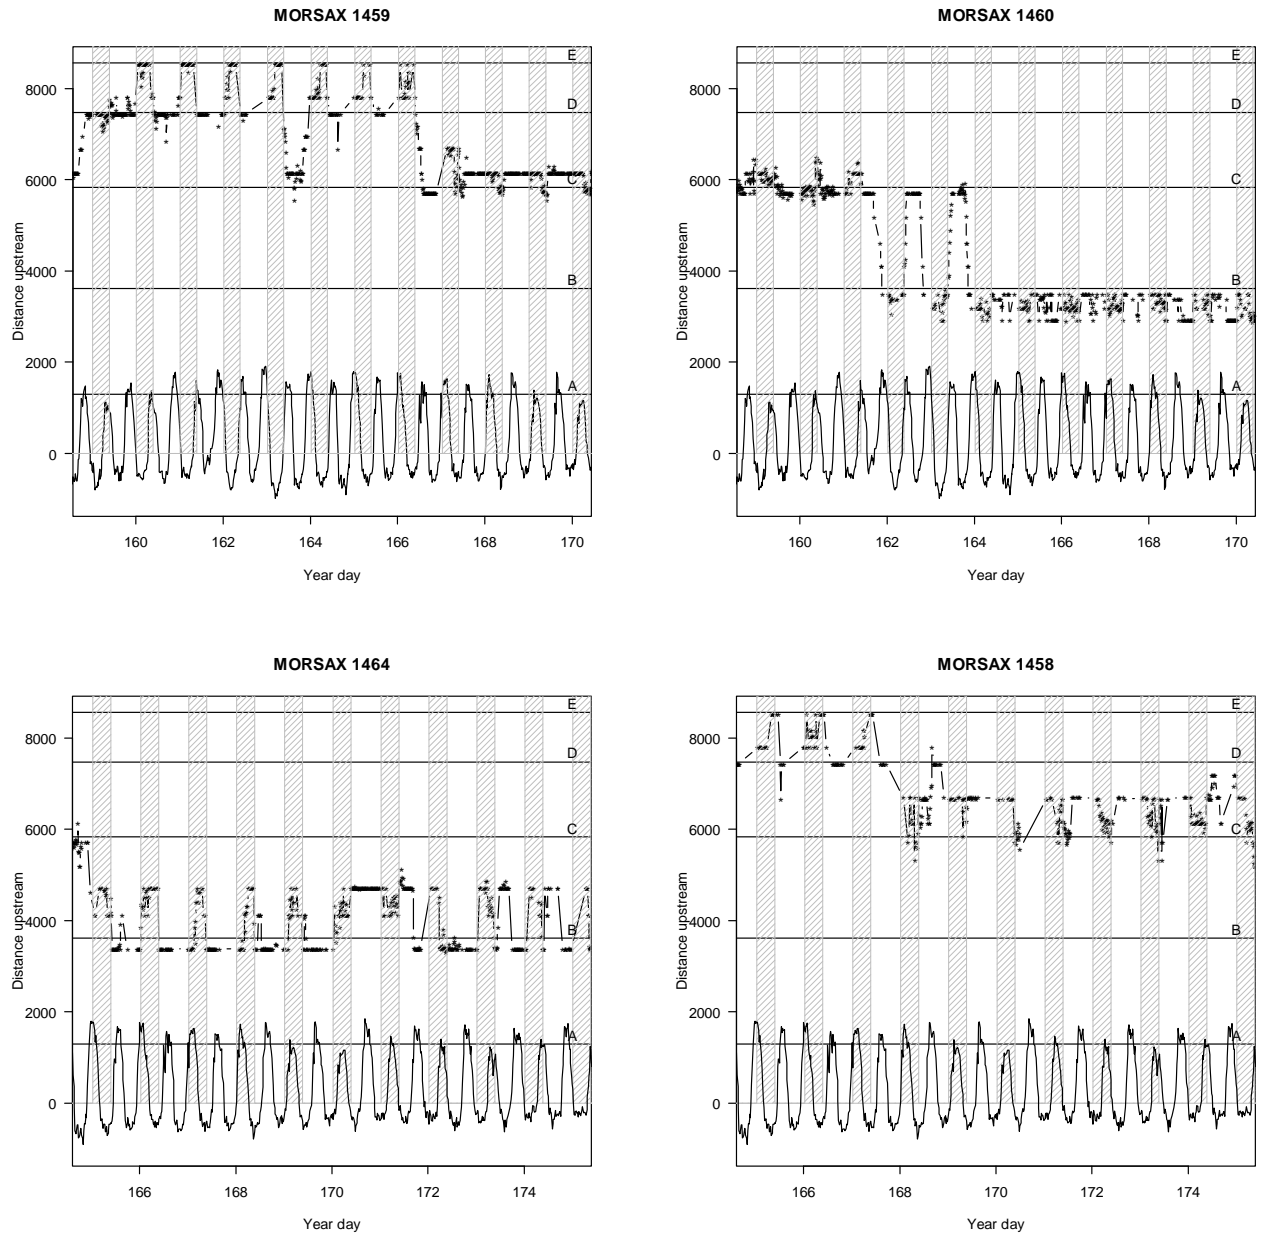 MORSAX 1459
E
8000
D
6000
C
Distance upstream
4000
B
2000
A
0
160 162 164 166 168 170
Year day
MORSAX 1460
E
8000
D
6000
C
Distance upstream
4000
B
2000
A
0
160 162 164 166 168 170
Year day
MORSAX 1464
E
8000
D
6000
C
Distance upstream
4000
B
2000
A
0
166 168 170 172 174
Year day
MORSAX 1458
E
8000
D
6000
C
Distance upstream
4000
B
2000
A
0
166 168 170 172 174
Year day